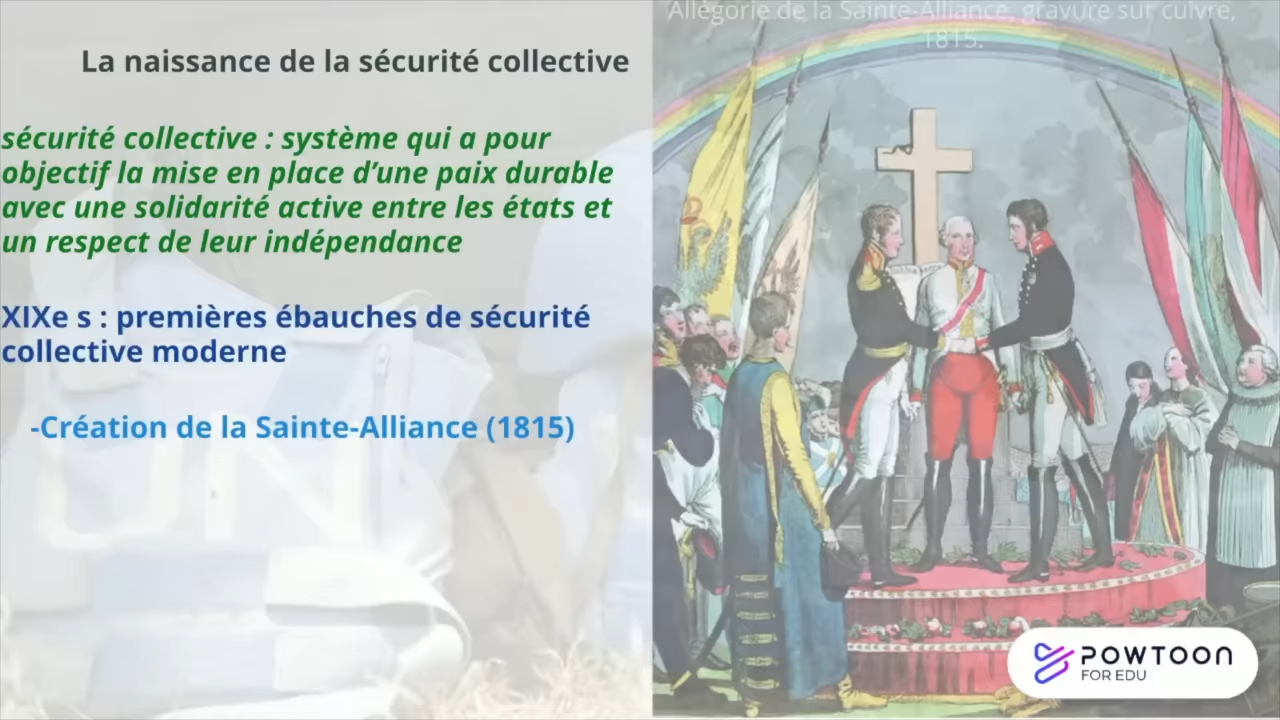 La naissance de la sécurité collective
sécurité collective : système qui a pour
objectif la mise en place d’une paix durable
avec une solidarité active entre les états et
un respect de leur indépendance
XIXe s : premières ébauches de sécurité
collective moderne
-Création de la Sainte-Alliance (1815)
UN
Allégorie de la Sainte-Alliance, gravure sur cuivre,
1815.
POWTOON
FOR EDU